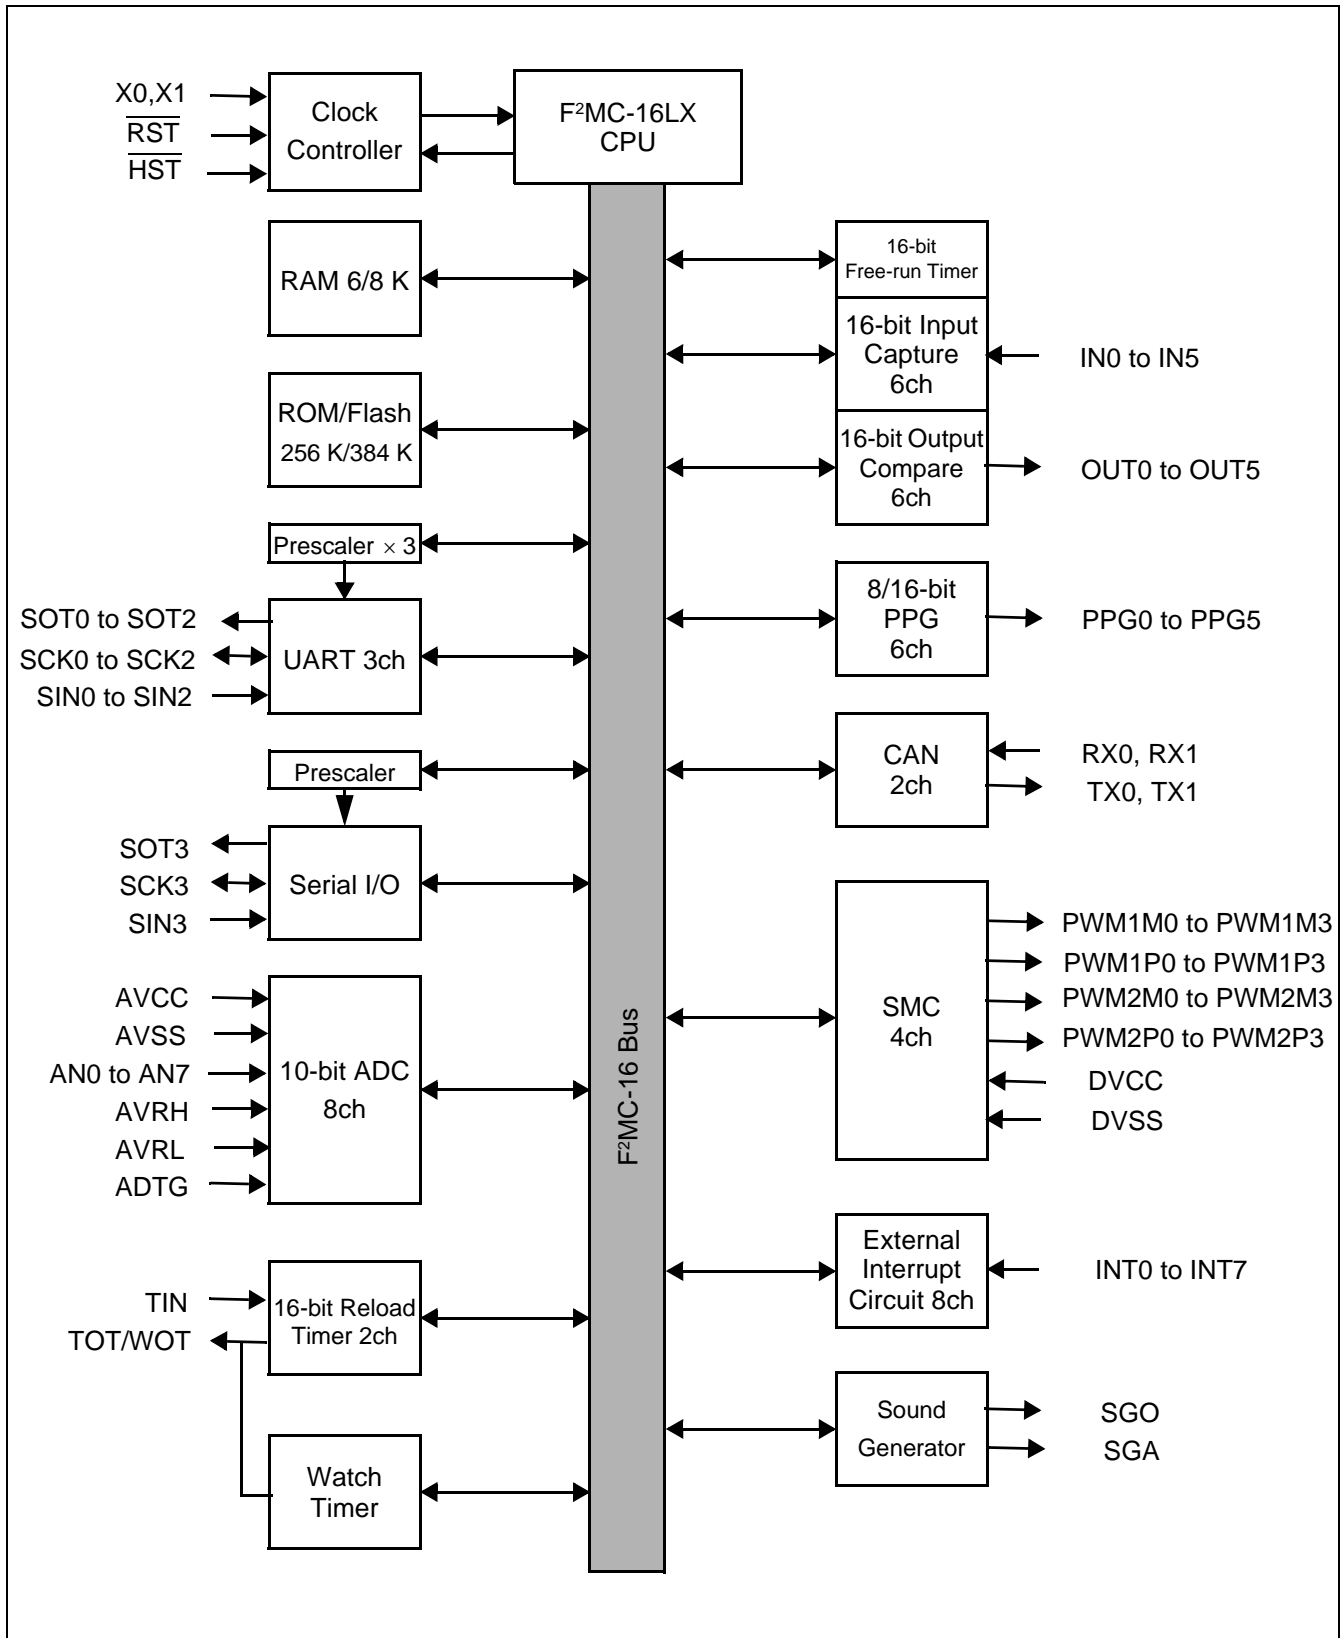 X0,X1
RST
HST
Clock
Controller
F²MC-16LX
CPU
RAM 6/8 K
ROM/Flash
256 K/384 K
Prescaler × 3
SOT0 to SOT2
SCK0 to SCK2
SIN0 to SIN2
UART 3ch
Prescaler
SOT3
SCK3
SIN3
Serial I/O
AVCC
AVSS
AN0 to AN7
AVRH
AVRL
ADTG
10-bit ADC
8ch
TIN
TOT/WOT
16-bit Reload
Timer 2ch
Watch
Timer
F²MC-16 Bus
16-bit
Free-run Timer
16-bit Input
Capture
6ch
IN0 to IN5
16-bit Output
Compare
6ch
OUT0 to OUT5
8/16-bit
PPG
6ch
PPG0 to PPG5
CAN
2ch
RX0, RX1
TX0, TX1
SMC
4ch
PWM1M0 to PWM1M3
PWM1P0 to PWM1P3
PWM2M0 to PWM2M3
PWM2P0 to PWM2P3
DVCC
DVSS
External
Interrupt
Circuit 8ch
INT0 to INT7
Sound
Generator
SGO
SGA